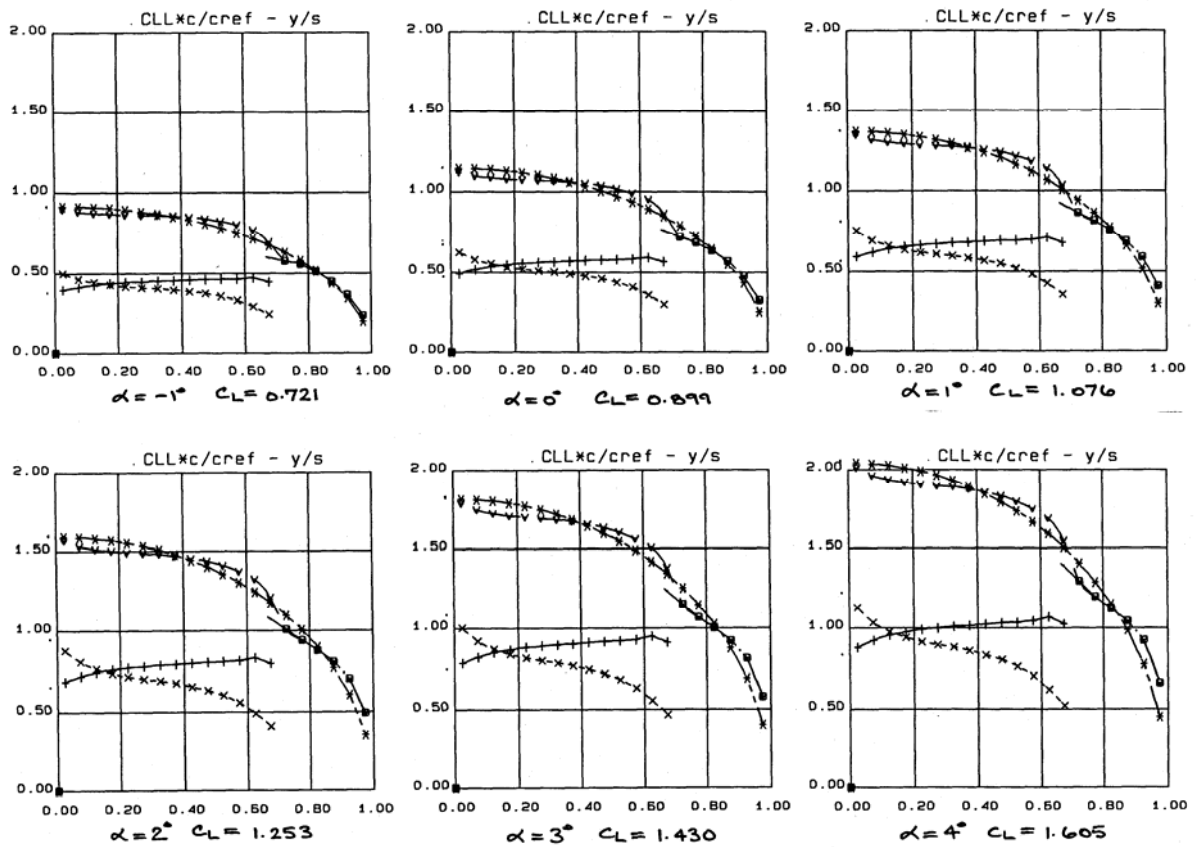 CLL*c/cref - y/s
2.00
1.50
1.00
0.50
0.00
0.00 0.20 0.40 0.60 0.80 1.00
α = -1° CL = 0.721
CLL*c/cref - y/s
2.00
1.50
1.00
0.50
0.00
0.00 0.20 0.40 0.60 0.80 1.00
α = 0° CL = 0.899
CLL*c/cref - y/s
2.00
1.50
1.00
0.50
0.00
0.00 0.20 0.40 0.60 0.80 1.00
α = 1° CL = 1.076
CLL*c/cref - y/s
2.00
1.50
1.00
0.50
0.00
0.00 0.20 0.40 0.60 0.80 1.00
α = 2° CL = 1.253
CLL*c/cref - y/s
2.00
1.50
1.00
0.50
0.00
0.00 0.20 0.40 0.60 0.80 1.00
α = 3° CL = 1.430
CLL*c/cref - y/s
2.00
1.50
1.00
0.50
0.00
0.00 0.20 0.40 0.60 0.80 1.00
α = 4° CL = 1.605